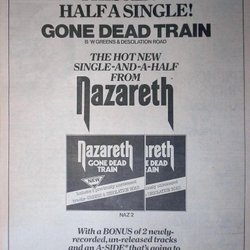 HALF A SINGLE!
GONE DEAD TRAIN
B/W GREENS & DESOLATION ROAD
THE HOT NEW
SINGLE-AND-A-HALF
FROM
Nazareth
Nazareth
GONE DEAD
TRAIN
NEW
Nazareth
GONE DEAD
TRAIN
NAZ 2
With a BONUS of 2 newly-
recorded, un-released tracks
and an A-SIDE* that's going to